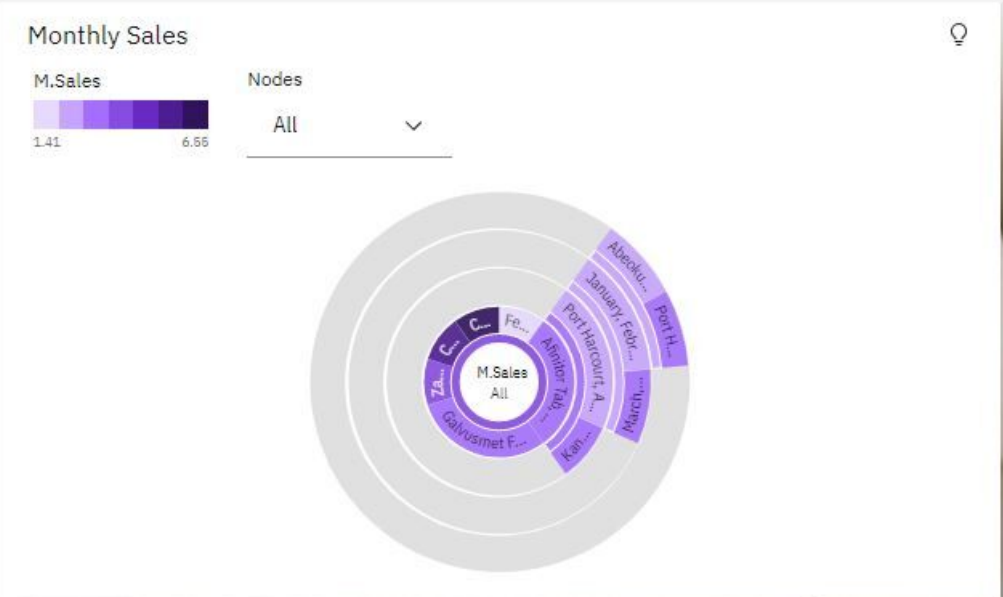 Monthly Sales
M.Sales
Nodes
1.41
6.55
All
Abeoku...
January, Febr...
Port H...
Port Harcourt, A...
C...
Fe...
C...
Afinitor Tab, ...
M.Sales
All
Za...
March,...
Galvusmet F...
Kan...